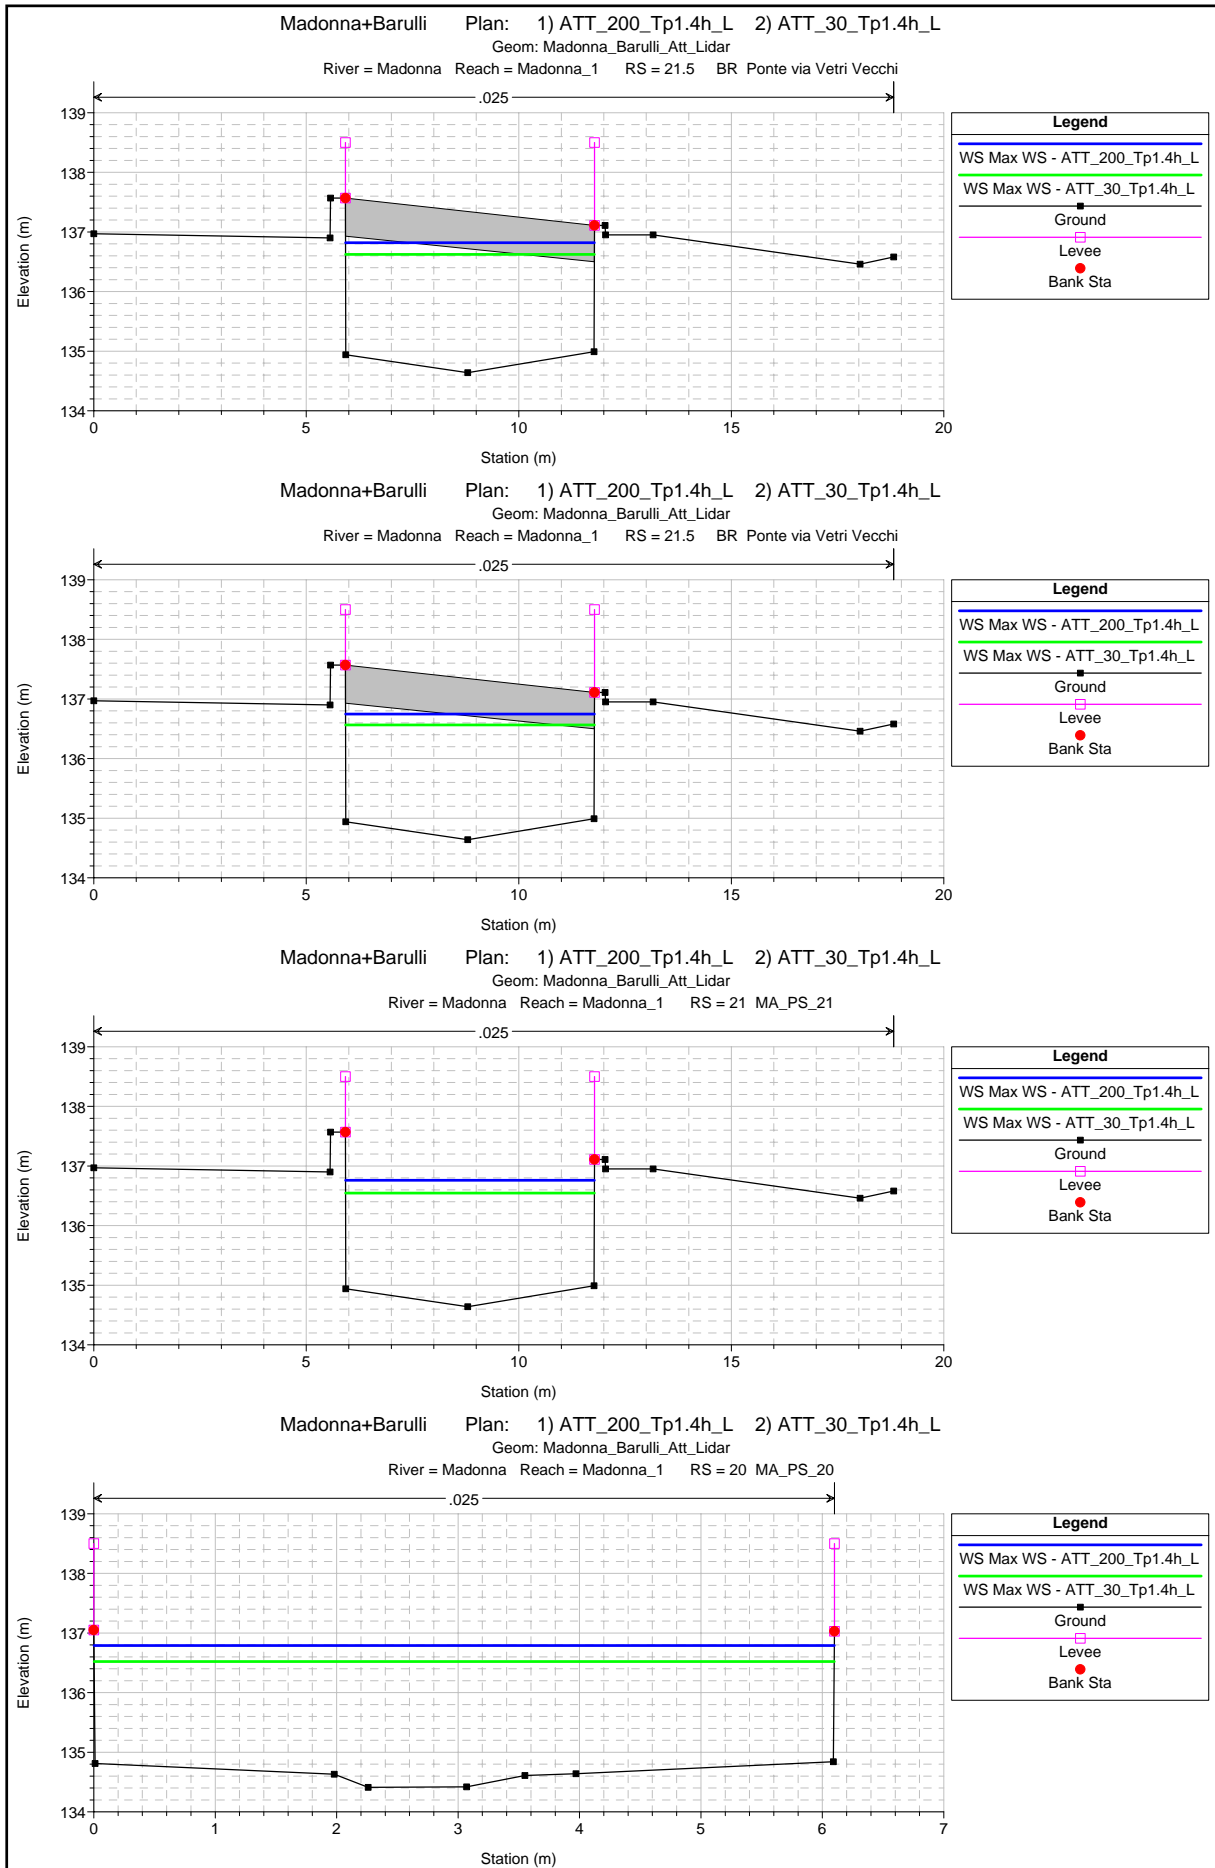 Madonna+Barulli Plan: 1) ATT_200_Tp1.4h_L 2) ATT_30_Tp1.4h_L
Geom: Madonna_Barulli_Att_Lidar
River = Madonna Reach = Madonna_1 RS = 21.5 BR Ponte via Vetri Vecchi
.025
139
138
137
136
135
134
0 5 10 15 20
Station (m)
Elevation (m)
Legend
WS Max WS - ATT_200_Tp1.4h_L
WS Max WS - ATT_30_Tp1.4h_L
Ground
Levee
Bank Sta
Madonna+Barulli Plan: 1) ATT_200_Tp1.4h_L 2) ATT_30_Tp1.4h_L
Geom: Madonna_Barulli_Att_Lidar
River = Madonna Reach = Madonna_1 RS = 21.5 BR Ponte via Vetri Vecchi
.025
139
138
137
136
135
134
0 5 10 15 20
Station (m)
Elevation (m)
Legend
WS Max WS - ATT_200_Tp1.4h_L
WS Max WS - ATT_30_Tp1.4h_L
Ground
Levee
Bank Sta
Madonna+Barulli Plan: 1) ATT_200_Tp1.4h_L 2) ATT_30_Tp1.4h_L
Geom: Madonna_Barulli_Att_Lidar
River = Madonna Reach = Madonna_1 RS = 21 MA_PS_21
.025
139
138
137
136
135
134
0 5 10 15 20
Station (m)
Elevation (m)
Legend
WS Max WS - ATT_200_Tp1.4h_L
WS Max WS - ATT_30_Tp1.4h_L
Ground
Levee
Bank Sta
Madonna+Barulli Plan: 1) ATT_200_Tp1.4h_L 2) ATT_30_Tp1.4h_L
Geom: Madonna_Barulli_Att_Lidar
River = Madonna Reach = Madonna_1 RS = 20 MA_PS_20
.025
139
138
137
136
135
134
0 1 2 3 4 5 6 7
Station (m)
Elevation (m)
Legend
WS Max WS - ATT_200_Tp1.4h_L
WS Max WS - ATT_30_Tp1.4h_L
Ground
Levee
Bank Sta